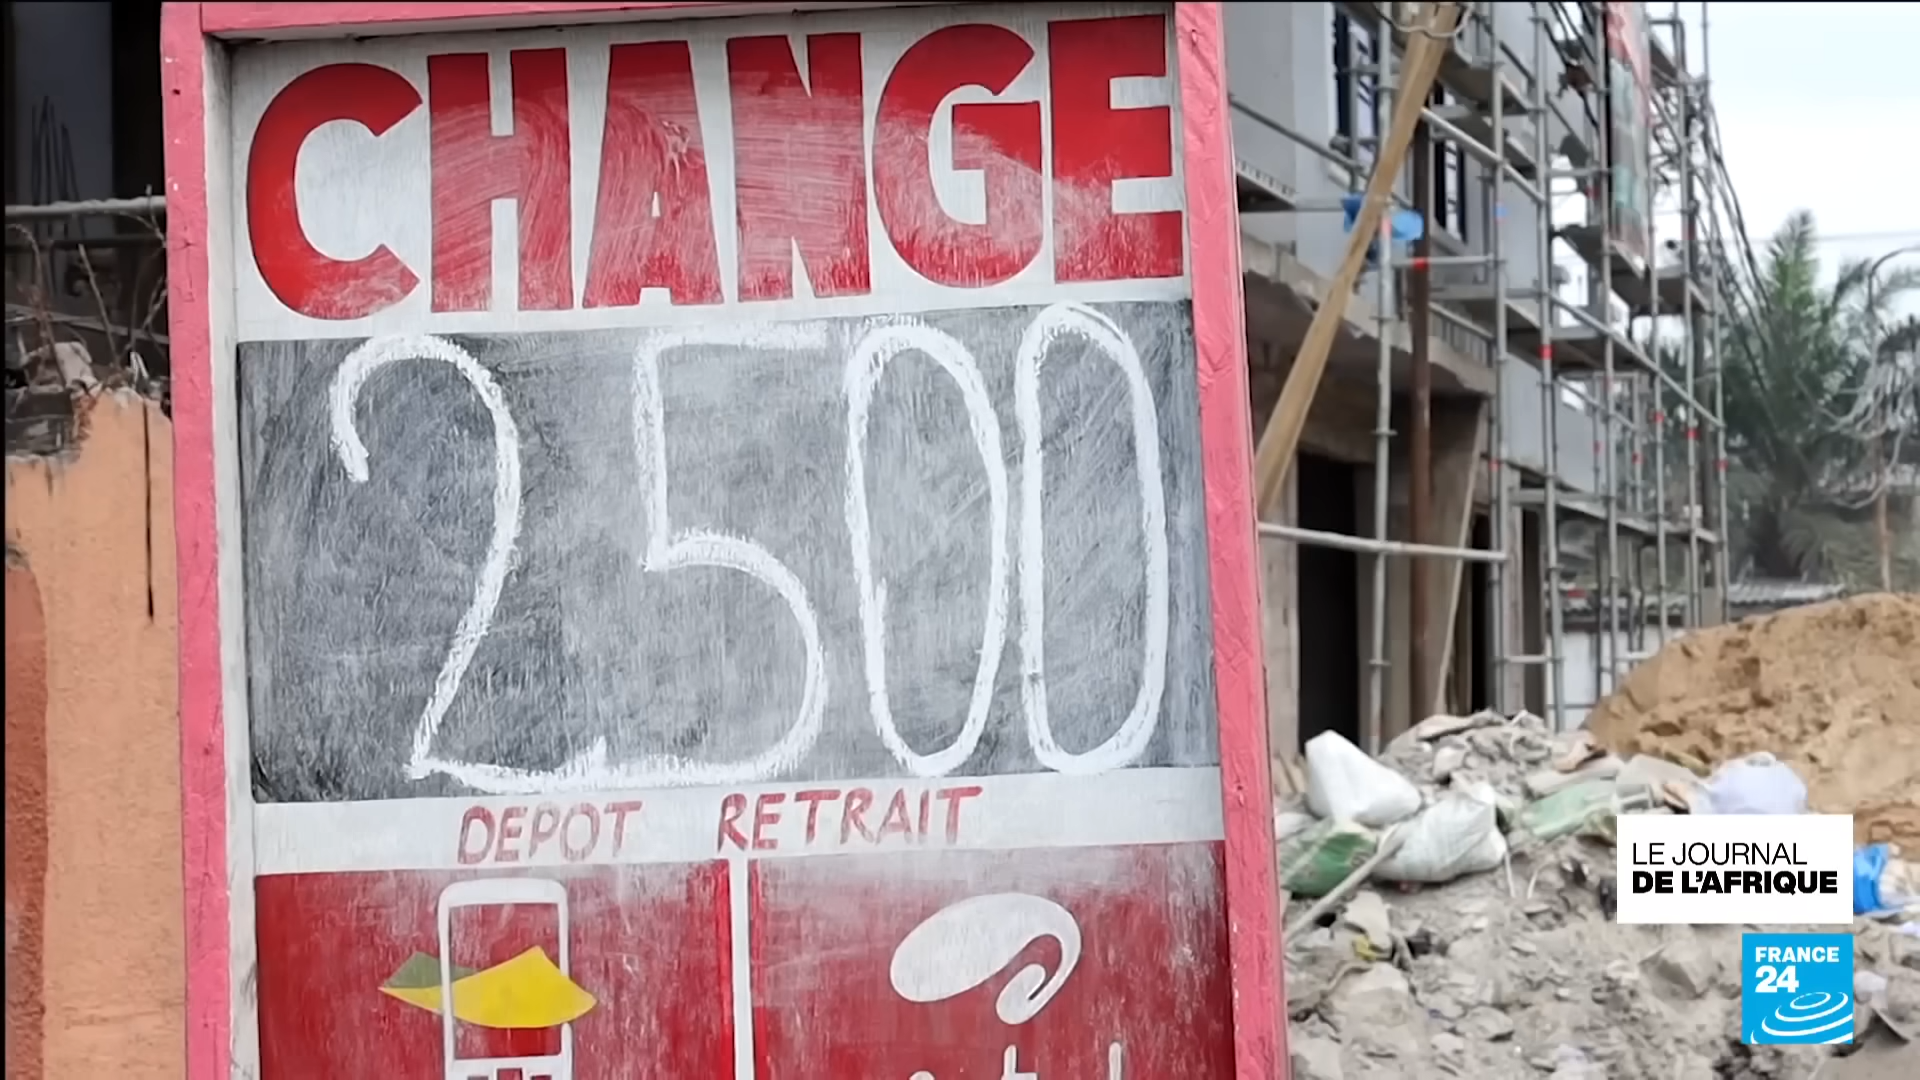 CHANGE
2500
DEPOT RETRAIT
LE JOURNAL
DE L'AFRIQUE
FRANCE
24